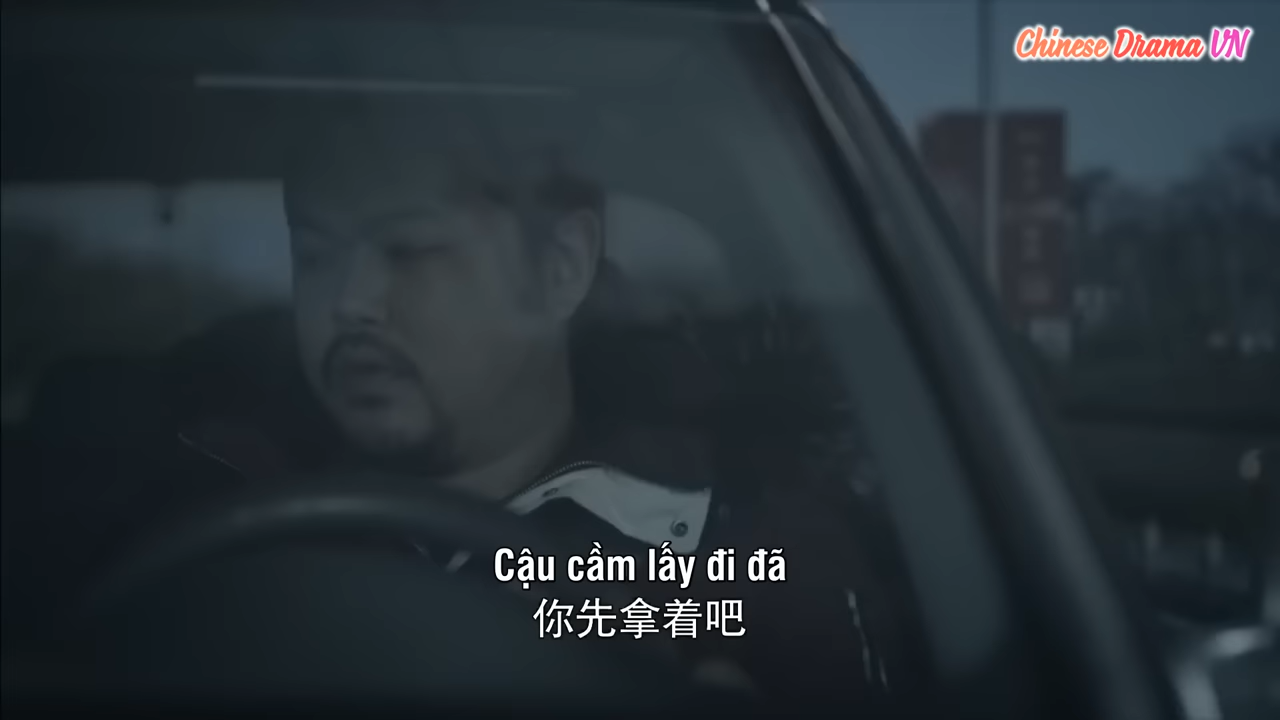 Chinese Drama VN
Cậu cầm lấy đi đã
你先拿着吧